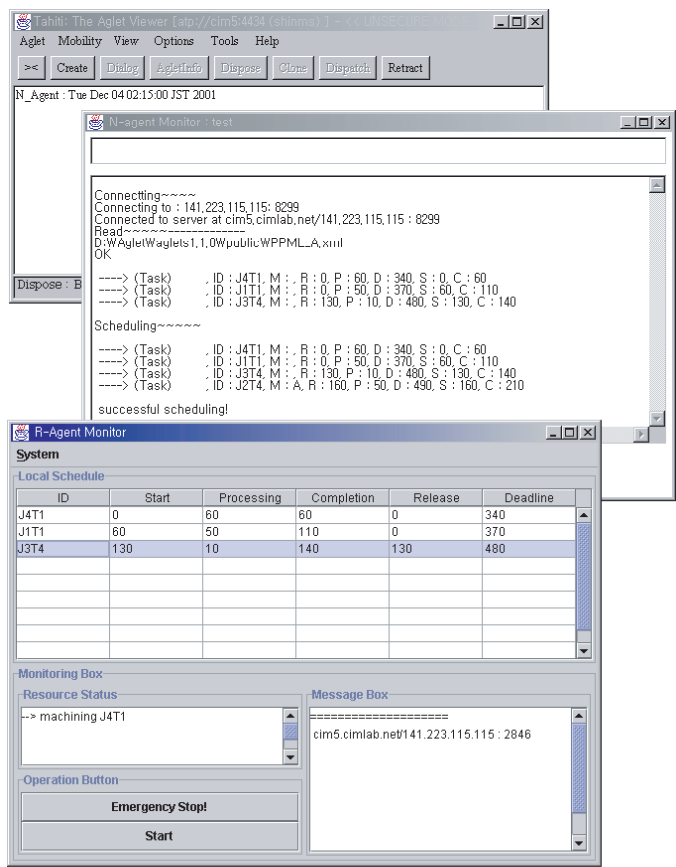 Tahiti: The Aglet Viewer [atp://cim5:4434 (shinms) ] - << UNSECURE
Aglet Mobility View Options Tools Help
>< Create Dialog AgletInfo Dispose Clone Dispatch Retract
N_Agent : Tue Dec 04 02:15:00 JST 2001
Dispose : B
N-agent Monitor : test
Connectting~~~~
Connecting to : 141,223,115,115: 8299
Connected to server at cim5,cimlab,net/141,223,115,115 : 8299
Read~~~~~-------------
D:WAgletWaglets1,1,0WpublicWPPML_A,xml
OK
----> (Task) , ID : J4T1, M : , R : 0, P : 60, D : 340, S : 0, C : 60
----> (Task) , ID : J1T1, M : , R : 0, P : 50, D : 370, S : 60, C : 110
----> (Task) , ID : J3T4, M : , R : 130, P : 10, D : 480, S : 130, C : 140
Scheduling~~~~~
----> (Task) , ID : J4T1, M : , R : 0, P : 60, D : 340, S : 0, C : 60
----> (Task) , ID : J1T1, M : , R : 0, P : 50, D : 370, S : 60, C : 110
----> (Task) , ID : J3T4, M : , R : 130, P : 10, D : 480, S : 130, C : 140
----> (Task) , ID : J2T4, M : A, R : 160, P : 50, D : 490, S : 160, C : 210
successful scheduling!
R-Agent Monitor
System
Local Schedule
ID Start Processing Completion Release Deadline
J4T1 0 60 60 0 340
J1T1 60 50 110 0 370
J3T4 130 10 140 130 480
Monitoring Box
Resource Status
--> machining J4T1
Operation Button
Emergency Stop!
Start
Message Box
====================
cim5.cimlab.net/141.223.115.115 : 2846